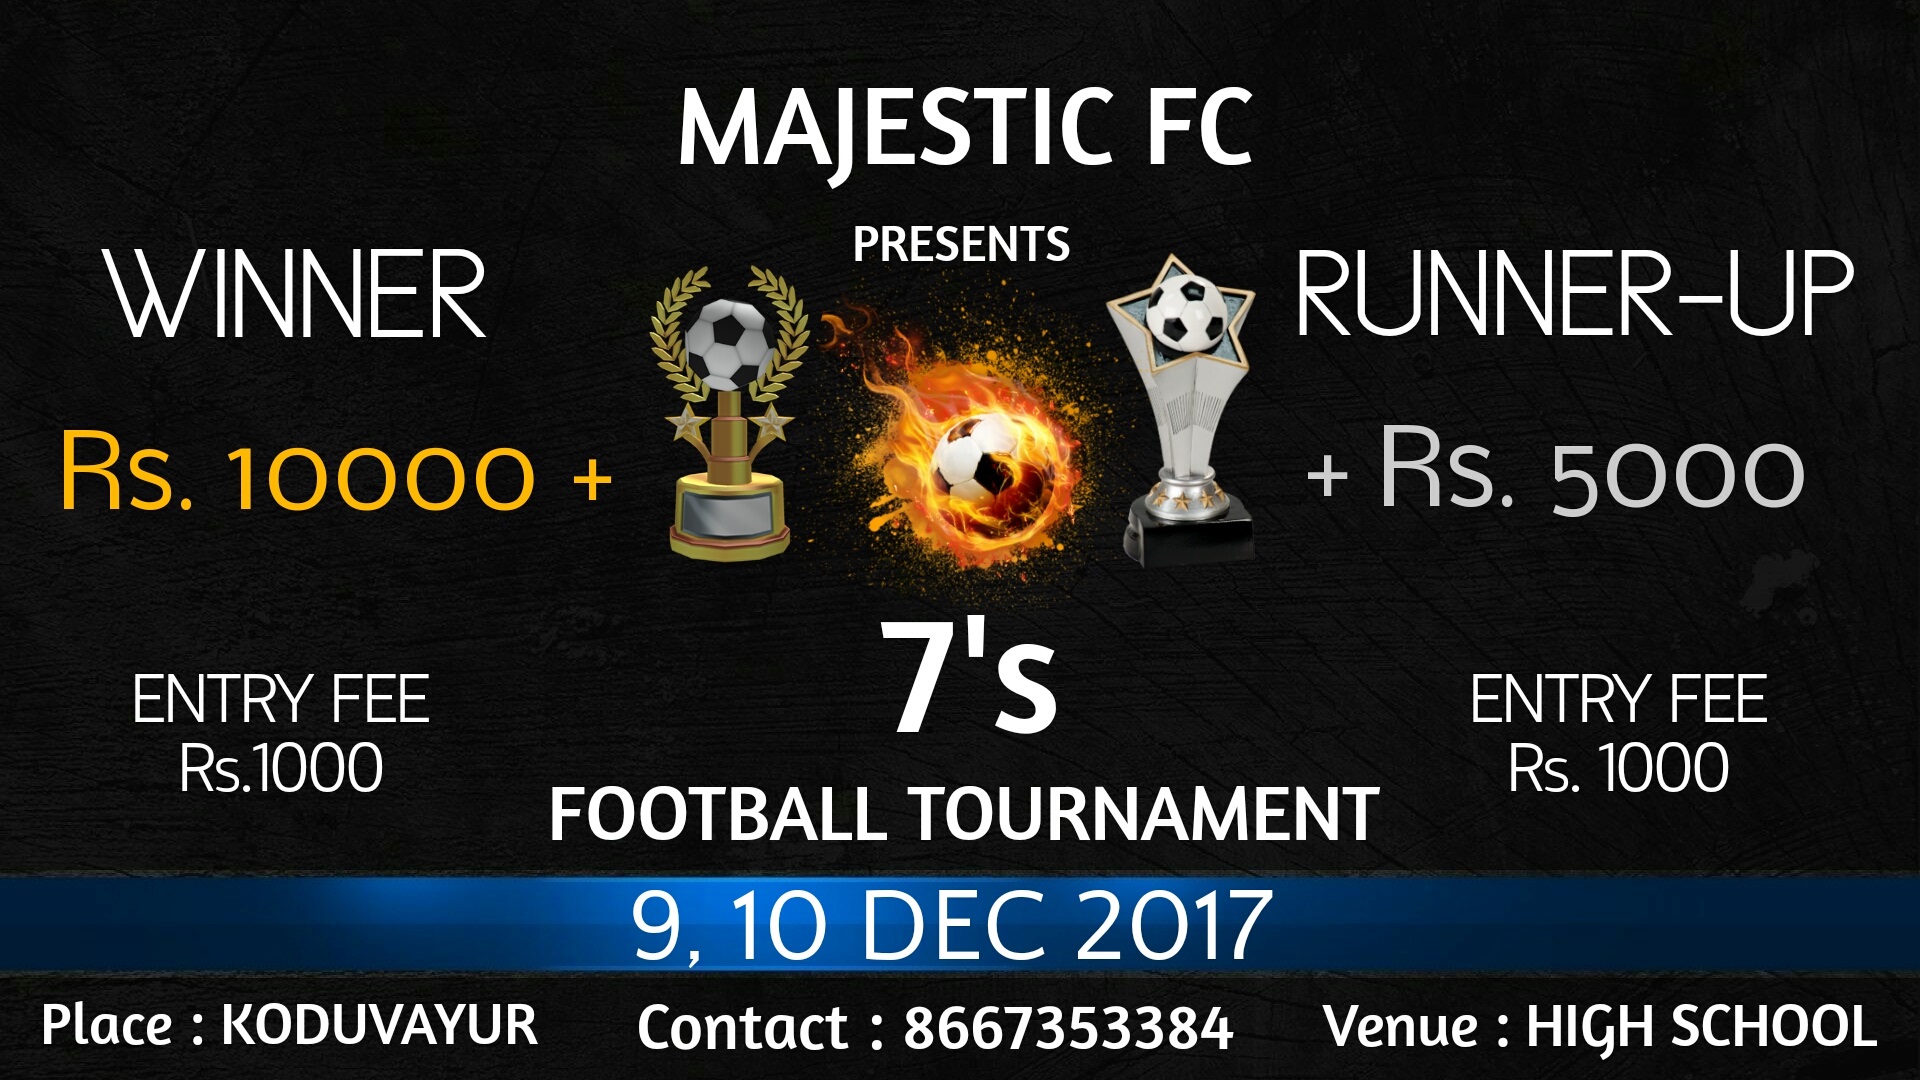 MAJESTIC FC
PRESENTS
WINNER
RUNNER-UP
Rs. 10000 +
+ Rs. 5000
7's
ENTRY FEE
Rs.1000
ENTRY FEE
Rs. 1000
FOOTBALL TOURNAMENT
9, 10 DEC 2017
Place : KODUVAYUR
Contact : 8667353384
Venue : HIGH SCHOOL